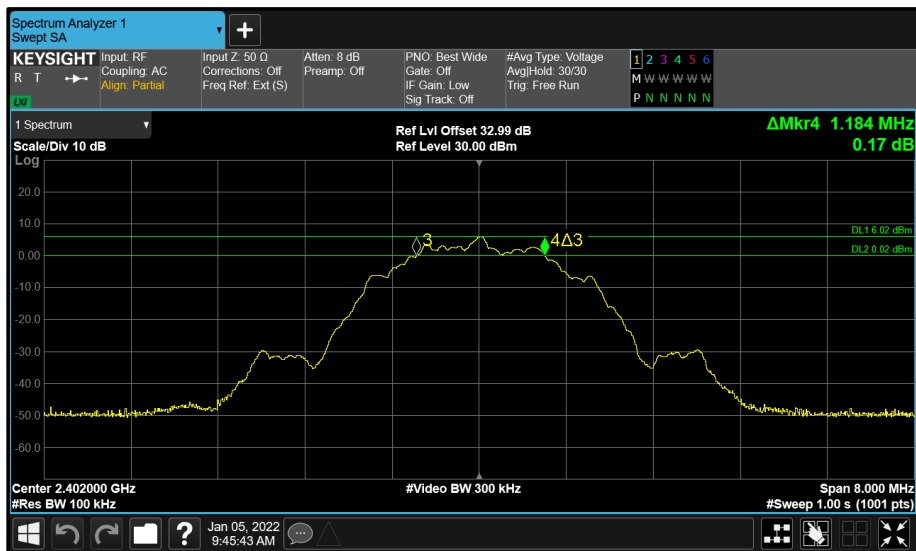 Spectrum Analyzer 1
Swept SA
KEYSIGHT
R T
LXI
Input: RF
Coupling: AC
Align: Partial
Input Z: 50 Ω
Corrections: Off
Freq Ref: Ext (S)
Atten: 8 dB
Preamp: Off
PNO: Best Wide
Gate: Off
IF Gain: Low
Sig Track: Off
#Avg Type: Voltage
Avg|Hold: 30/30
Trig: Free Run
1 2 3 4 5 6
M W W W W W
P N N N N N
1 Spectrum
Scale/Div 10 dB
Ref Lvl Offset 32.99 dB
Ref Level 30.00 dBm
ΔMkr4 1.184 MHz
0.17 dB
Log
20.0
10.0
0.00
-10.0
-20.0
-30.0
-40.0
-50.0
-60.0
3
4Δ3
DL1 6.02 dBm
DL2 0.02 dBm
Center 2.402000 GHz
#Res BW 100 kHz
#Video BW 300 kHz
Span 8.000 MHz
#Sweep 1.00 s (1001 pts)
?
Jan 05, 2022
9:45:43 AM